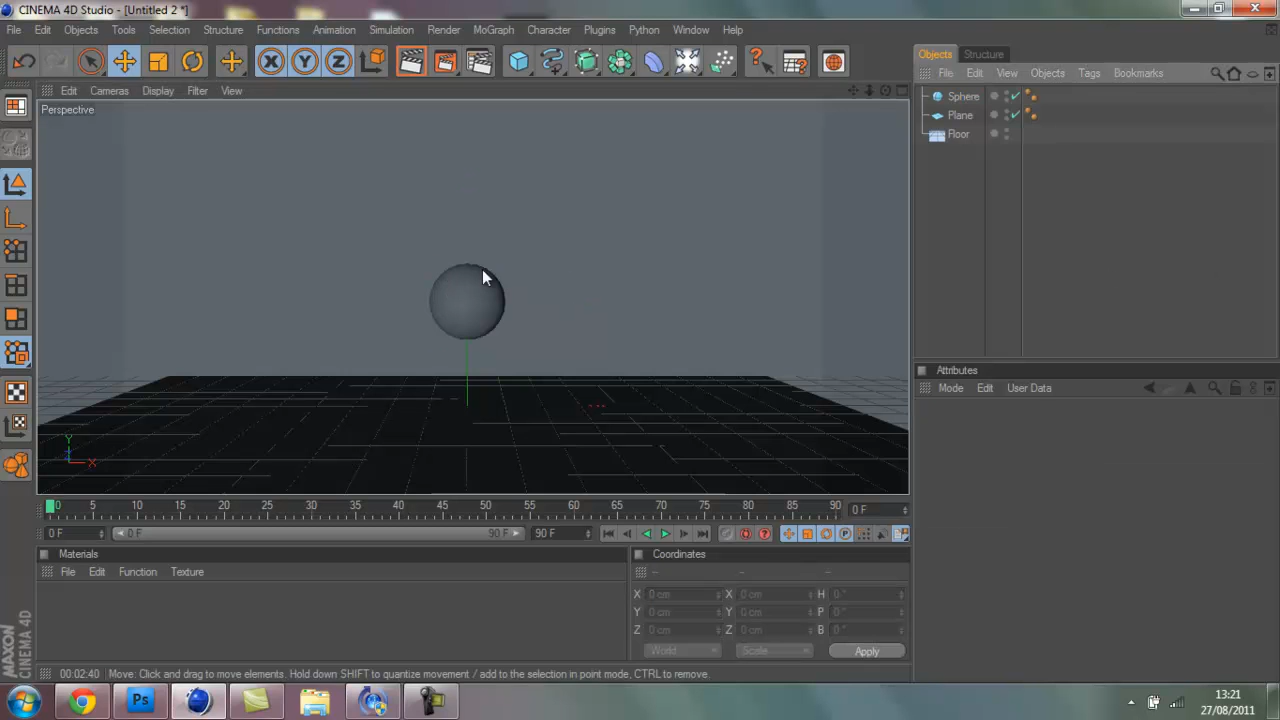 CINEMA 4D Studio - [Untitled 2 *]
File Edit Objects Tools Selection Structure Functions Animation Simulation Render MoGraph Character Plugins Python Window Help
Objects Structure
File Edit View Objects Tags Bookmarks
Edit Cameras Display Filter View
Perspective
Sphere
Plane
Floor
Attributes
Mode Edit User Data
Y
X
0 5 10 15 20 25 30 35 40 45 50 55 60 65 70 75 80 85 90 0 F
0 F 0 F 90 F 90 F
Materials
File Edit Function Texture
Coordinates
X 0 cm X 0 cm H 0 °
Y 0 cm Y 0 cm P 0 °
Z 0 cm Z 0 cm B 0 °
World Scale Apply
MAXON
CINEMA 4D
00:02:40 Move: Click and drag to move elements. Hold down SHIFT to quantize movement / add to the selection in point mode, CTRL to remove.
Ps
13:21
27/08/2011